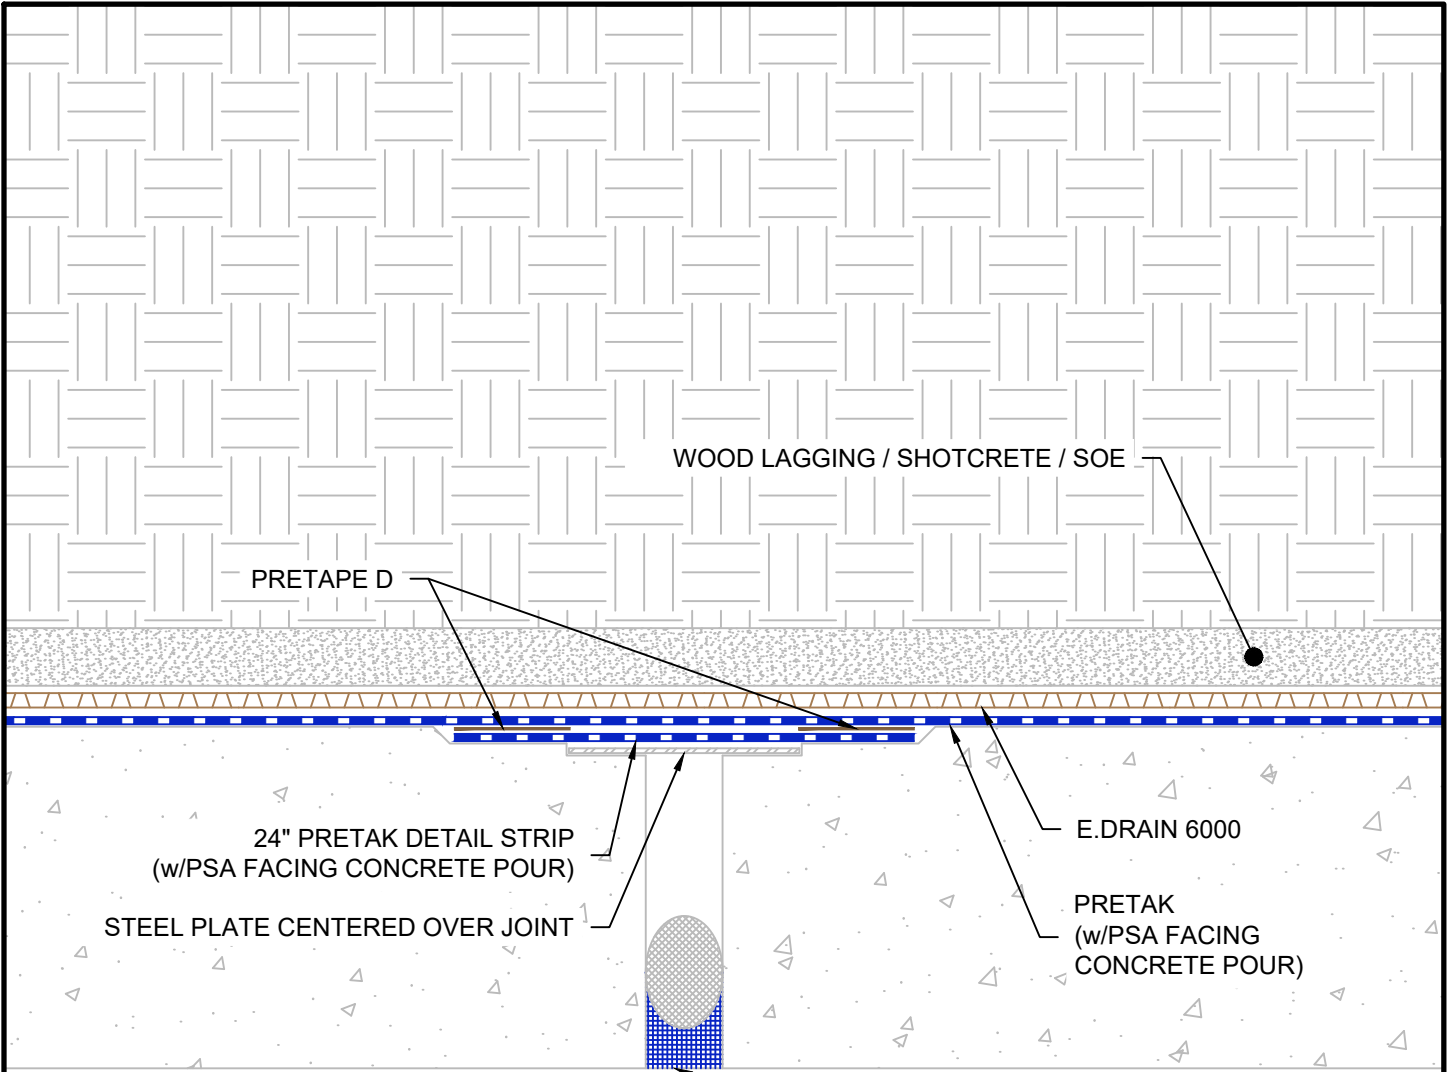 WOOD LAGGING / SHOTCRETE / SOE
PRETAPE D
24" PRETAK DETAIL STRIP
(w/PSA FACING CONCRETE POUR)
STEEL PLATE CENTERED OVER JOINT
E.DRAIN 6000
PRETAK
(w/PSA FACING
CONCRETE POUR)